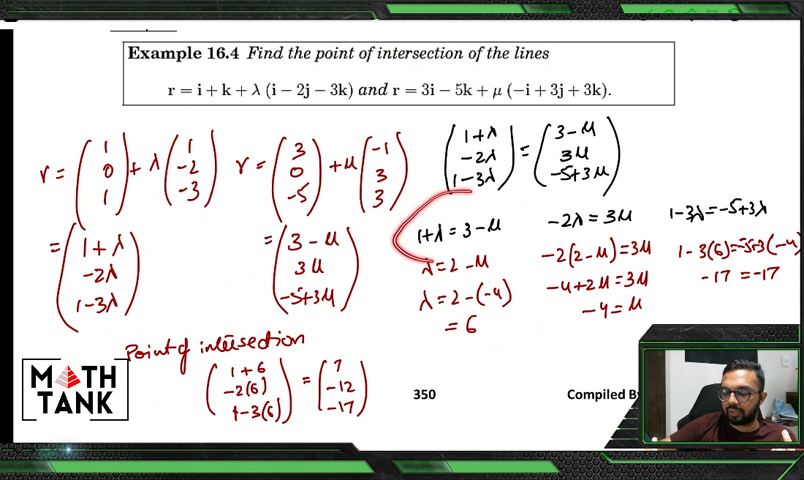 Example 16.4 Find the point of intersection of the lines
r = i + k + λ (i − 2j − 3k) and r = 3i − 5k + μ (−i + 3j + 3k).
r = (1 0 1) + λ (1 -2 -3)
= (1+λ -2λ 1-3λ)
r = (3 0 -5) + μ (-1 3 3)
= (3-μ 3μ -5+3μ)
(1+λ -2λ 1-3λ) = (3-μ 3μ -5+3μ)
1+λ = 3-μ
λ = 2-μ
λ = 2-(-4)
= 6
-2λ = 3μ
-2(2-μ) = 3μ
-4+2μ = 3μ
-4 = μ
1-3λ = -5+3λ
1-3(6) = -5+3(-4)
-17 = -17
Point of intersection
(1+6 -2(6) 1-3(6)) = (7 -12 -17)
MATH
TANK
350
Compiled By